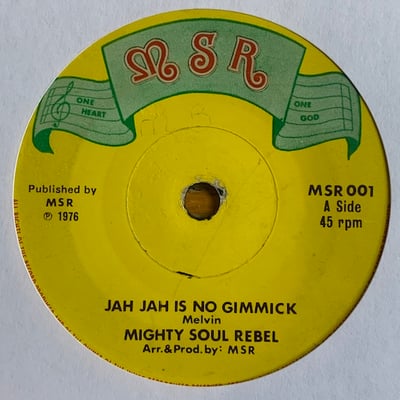 MSR
ONE
HEART
ONE
GOD
Published by
MSR
℗ 1976
MSR 001
A Side
45 rpm
JAH JAH IS NO GIMMICK
Melvin
MIGHTY SOUL REBEL
Arr.&Prod.by: MSR